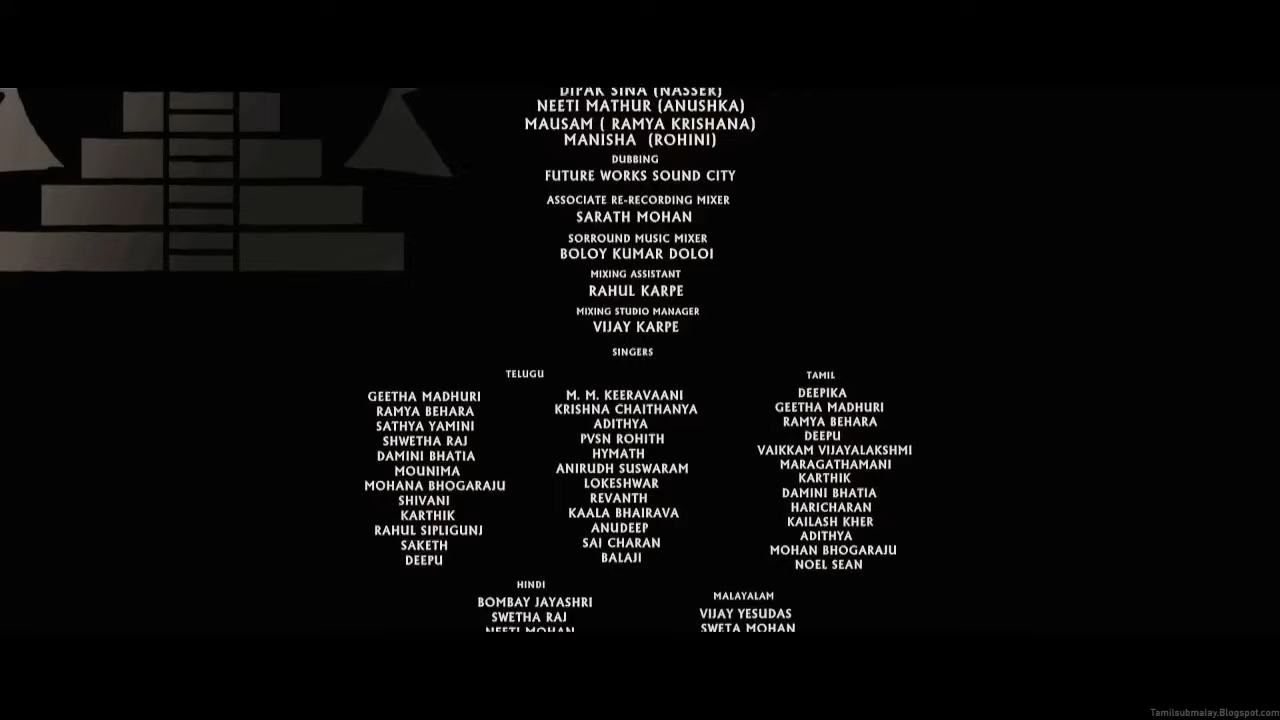 DIPAK SINA (NASSER)
NEETI MATHUR (ANUSHKA)
MAUSAM ( RAMYA KRISHANA)
MANISHA (ROHINI)
DUBBING
FUTURE WORKS SOUND CITY
ASSOCIATE RE-RECORDING MIXER
SARATH MOHAN
SORROUND MUSIC MIXER
BOLOY KUMAR DOLOI
MIXING ASSISTANT
RAHUL KARPE
MIXING STUDIO MANAGER
VIJAY KARPE
SINGERS
TELUGU
GEETHA MADHURI
RAMYA BEHARA
SATHYA YAMINI
SHWETHA RAJ
DAMINI BHATIA
MOUNIMA
MOHANA BHOGARAJU
SHIVANI
KARTHIK
RAHUL SIPLIGUNJ
SAKETH
DEEPU
M. M. KEERAVAANI
KRISHNA CHAITHANYA
ADITHYA
PVSN ROHITH
HYMATH
ANIRUDH SUSWARAM
LOKESHWAR
REVANTH
KAALA BHAIRAVA
ANUDEEP
SAI CHARAN
BALAJI
TAMIL
DEEPIKA
GEETHA MADHURI
RAMYA BEHARA
DEEPU
VAIKKAM VIJAYALAKSHMI
MARAGATHAMANI
KARTHIK
DAMINI BHATIA
HARICHARAN
KAILASH KHER
ADITHYA
MOHAN BHOGARAJU
NOEL SEAN
HINDI
BOMBAY JAYASHRI
SWETHA RAJ
NEETI MOHAN
MALAYALAM
VIJAY YESUDAS
SWETA MOHAN
Tamilsubmalay.Blogspot.com